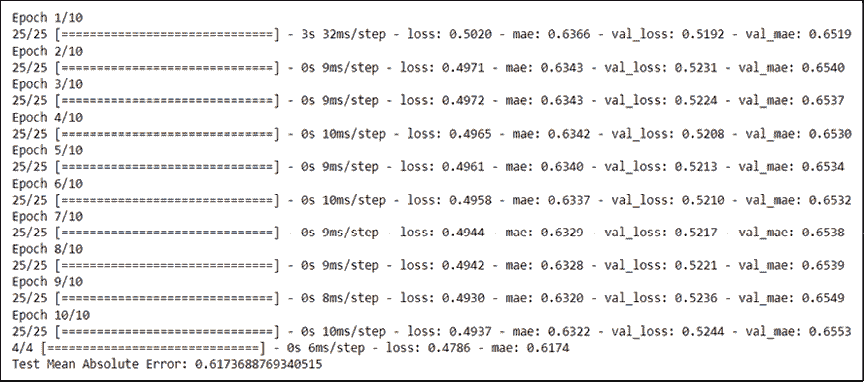 Epoch 1/10
25/25 [==============================] - 3s 32ms/step - loss: 0.5020 - mae: 0.6366 - val_loss: 0.5192 - val_mae: 0.6519
Epoch 2/10
25/25 [==============================] - 0s 9ms/step - loss: 0.4971 - mae: 0.6343 - val_loss: 0.5231 - val_mae: 0.6540
Epoch 3/10
25/25 [==============================] - 0s 9ms/step - loss: 0.4972 - mae: 0.6343 - val_loss: 0.5224 - val_mae: 0.6537
Epoch 4/10
25/25 [==============================] - 0s 10ms/step - loss: 0.4965 - mae: 0.6342 - val_loss: 0.5208 - val_mae: 0.6530
Epoch 5/10
25/25 [==============================] - 0s 9ms/step - loss: 0.4961 - mae: 0.6340 - val_loss: 0.5213 - val_mae: 0.6534
Epoch 6/10
25/25 [==============================] - 0s 10ms/step - loss: 0.4958 - mae: 0.6337 - val_loss: 0.5210 - val_mae: 0.6532
Epoch 7/10
25/25 [==============================] - 0s 9ms/step - loss: 0.4944 - mae: 0.6329 - val_loss: 0.5217 - val_mae: 0.6538
Epoch 8/10
25/25 [==============================] - 0s 9ms/step - loss: 0.4942 - mae: 0.6328 - val_loss: 0.5221 - val_mae: 0.6539
Epoch 9/10
25/25 [==============================] - 0s 8ms/step - loss: 0.4930 - mae: 0.6320 - val_loss: 0.5236 - val_mae: 0.6549
Epoch 10/10
25/25 [==============================] - 0s 10ms/step - loss: 0.4937 - mae: 0.6322 - val_loss: 0.5244 - val_mae: 0.6553
4/4 [==============================] - 0s 6ms/step - loss: 0.4786 - mae: 0.6174
Test Mean Absolute Error: 0.6173688769340515